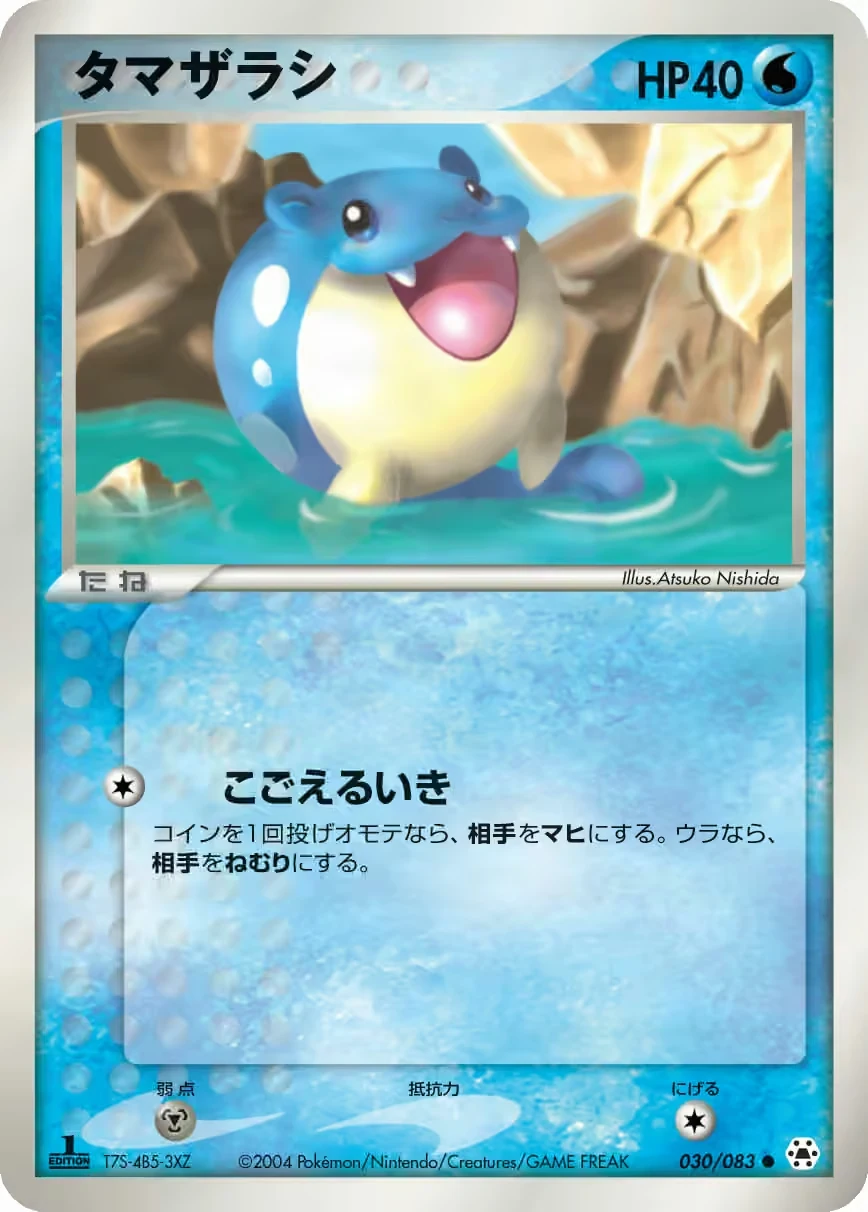 タマザラシ HP40
たね Illus.Atsuko Nishida
こごえるいき
コインを1回投げオモテなら、相手をマヒにする。ウラなら、
相手をねむりにする。
弱点 抵抗力 にげる
1 EDITION T7S-4B5-3XZ ©2004 Pokémon/Nintendo/Creatures/GAME FREAK 030/083